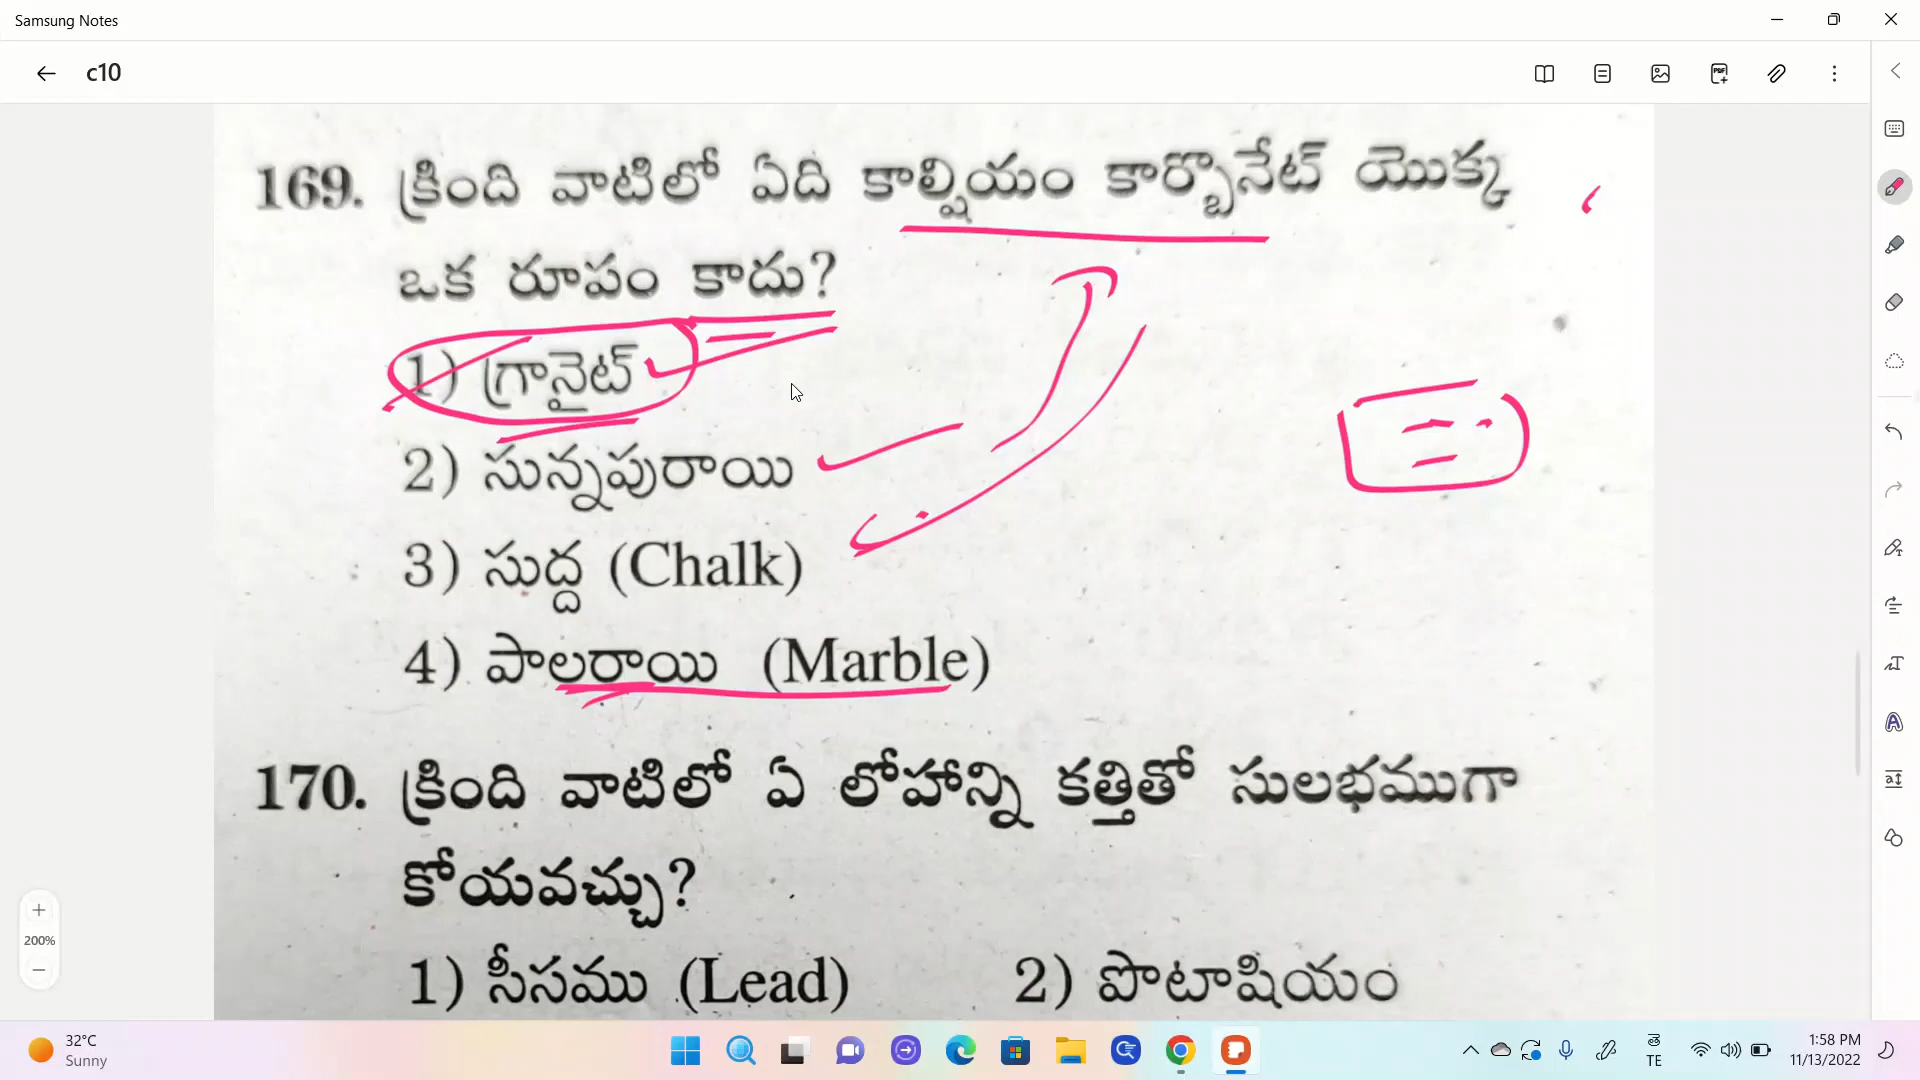 Samsung Notes
c10
169. క్రింది వాటిలో ఏది కాల్షియం కార్బొనేట్ యొక్క
ఒక రూపం కాదు?
1) గ్రానైట్
2) సున్నపురాయి
3) సుద్ద (Chalk)
4) పాలరాయి (Marble)
170. క్రింది వాటిలో ఏ లోహాన్ని కత్తితో సులభముగా
కోయవచ్చు?
1) సీసము (Lead) 2) పొటాషియం
200%
32°C
Sunny
తె
TE
1:58 PM
11/13/2022